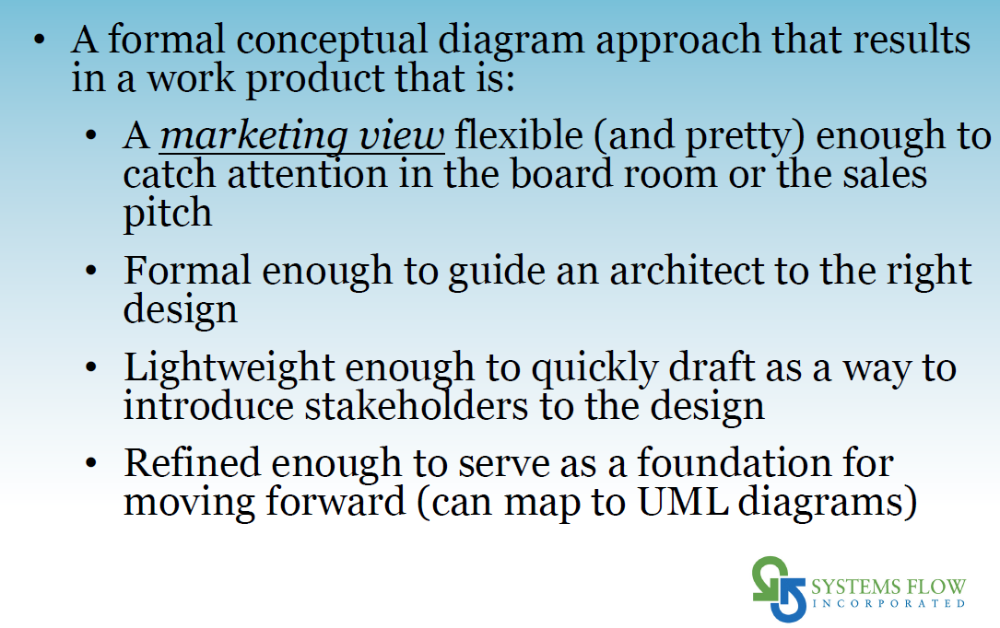 • A formal conceptual diagram approach that results
in a work product that is:
• A marketing view flexible (and pretty) enough to
catch attention in the board room or the sales
pitch
• Formal enough to guide an architect to the right
design
• Lightweight enough to quickly draft as a way to
introduce stakeholders to the design
• Refined enough to serve as a foundation for
moving forward (can map to UML diagrams)
SYSTEMS FLOW
INCORPORATED